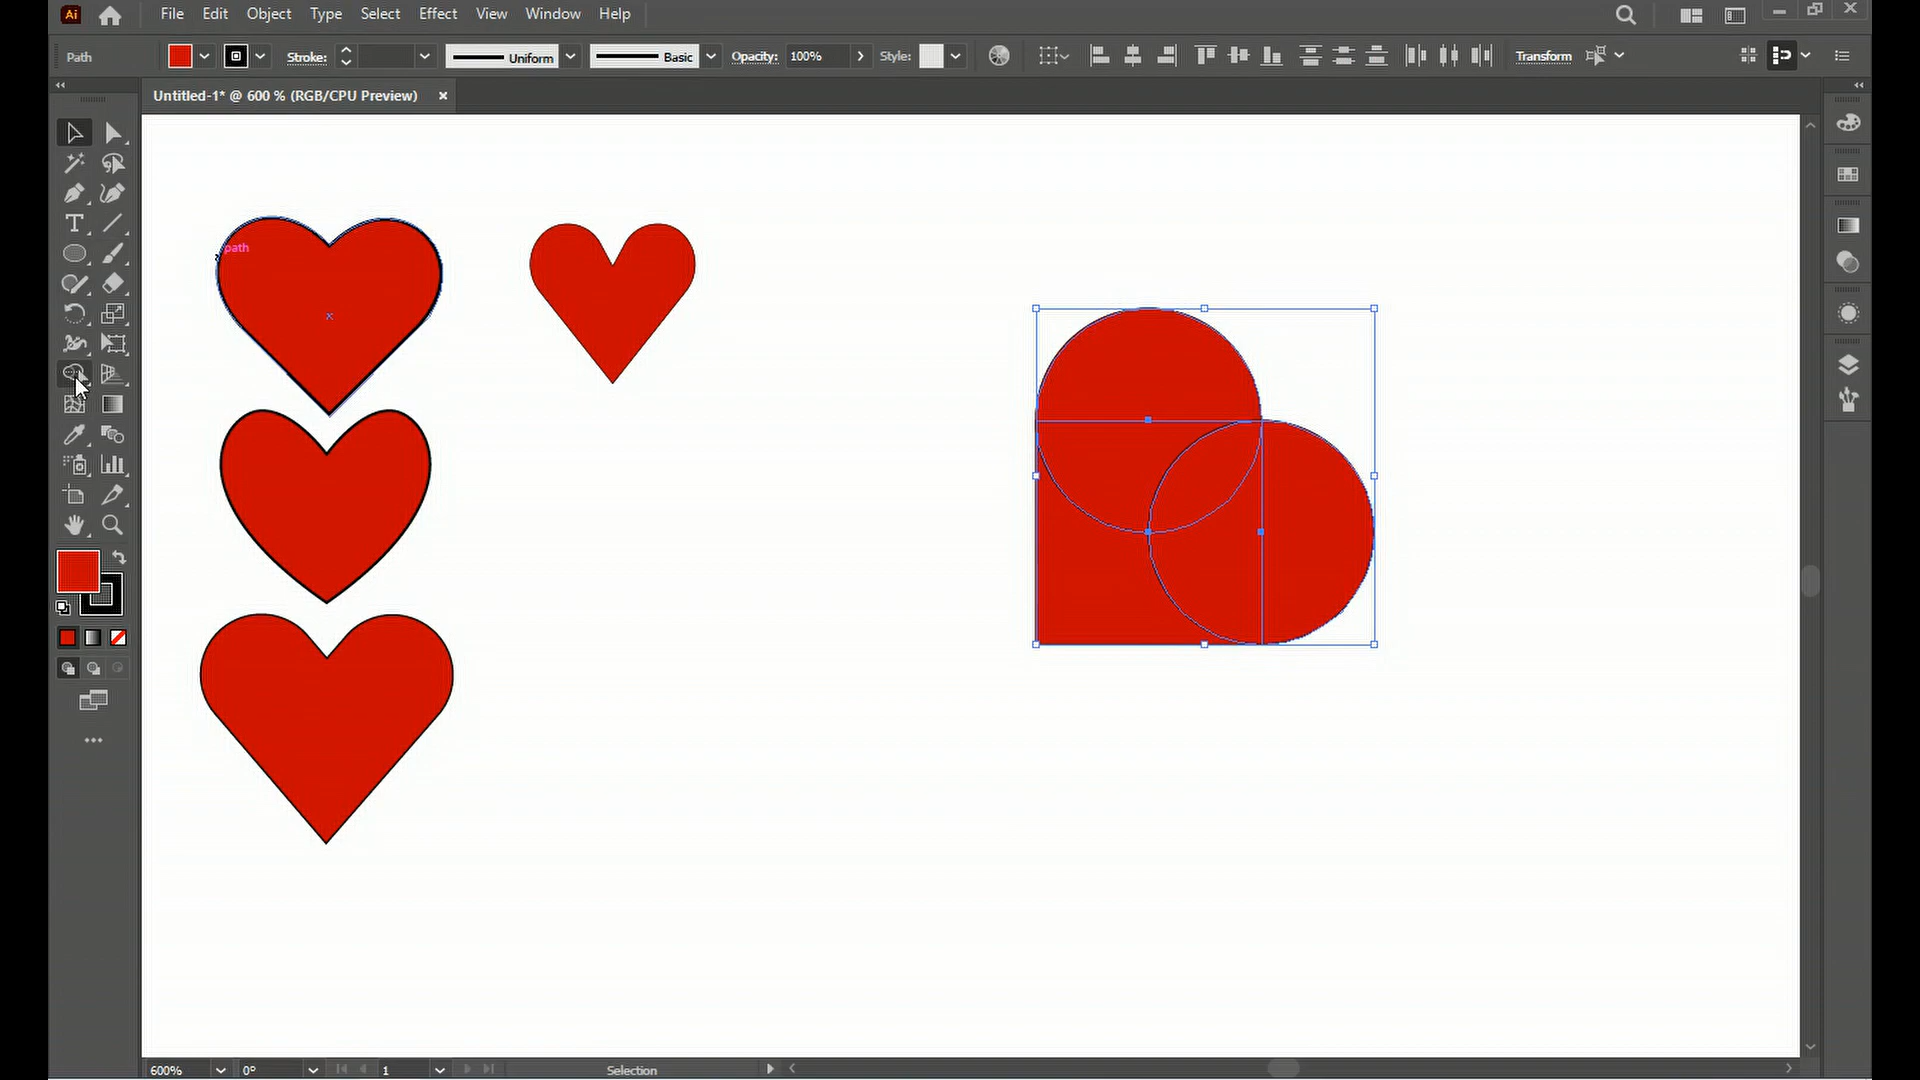 Ai File Edit Object Type Select Effect View Window Help
Path Stroke: Uniform Basic Opacity: 100% Style: Transform
Untitled-1* @ 600 % (RGB/CPU Preview) ×
path
600% 0° 1 Selection